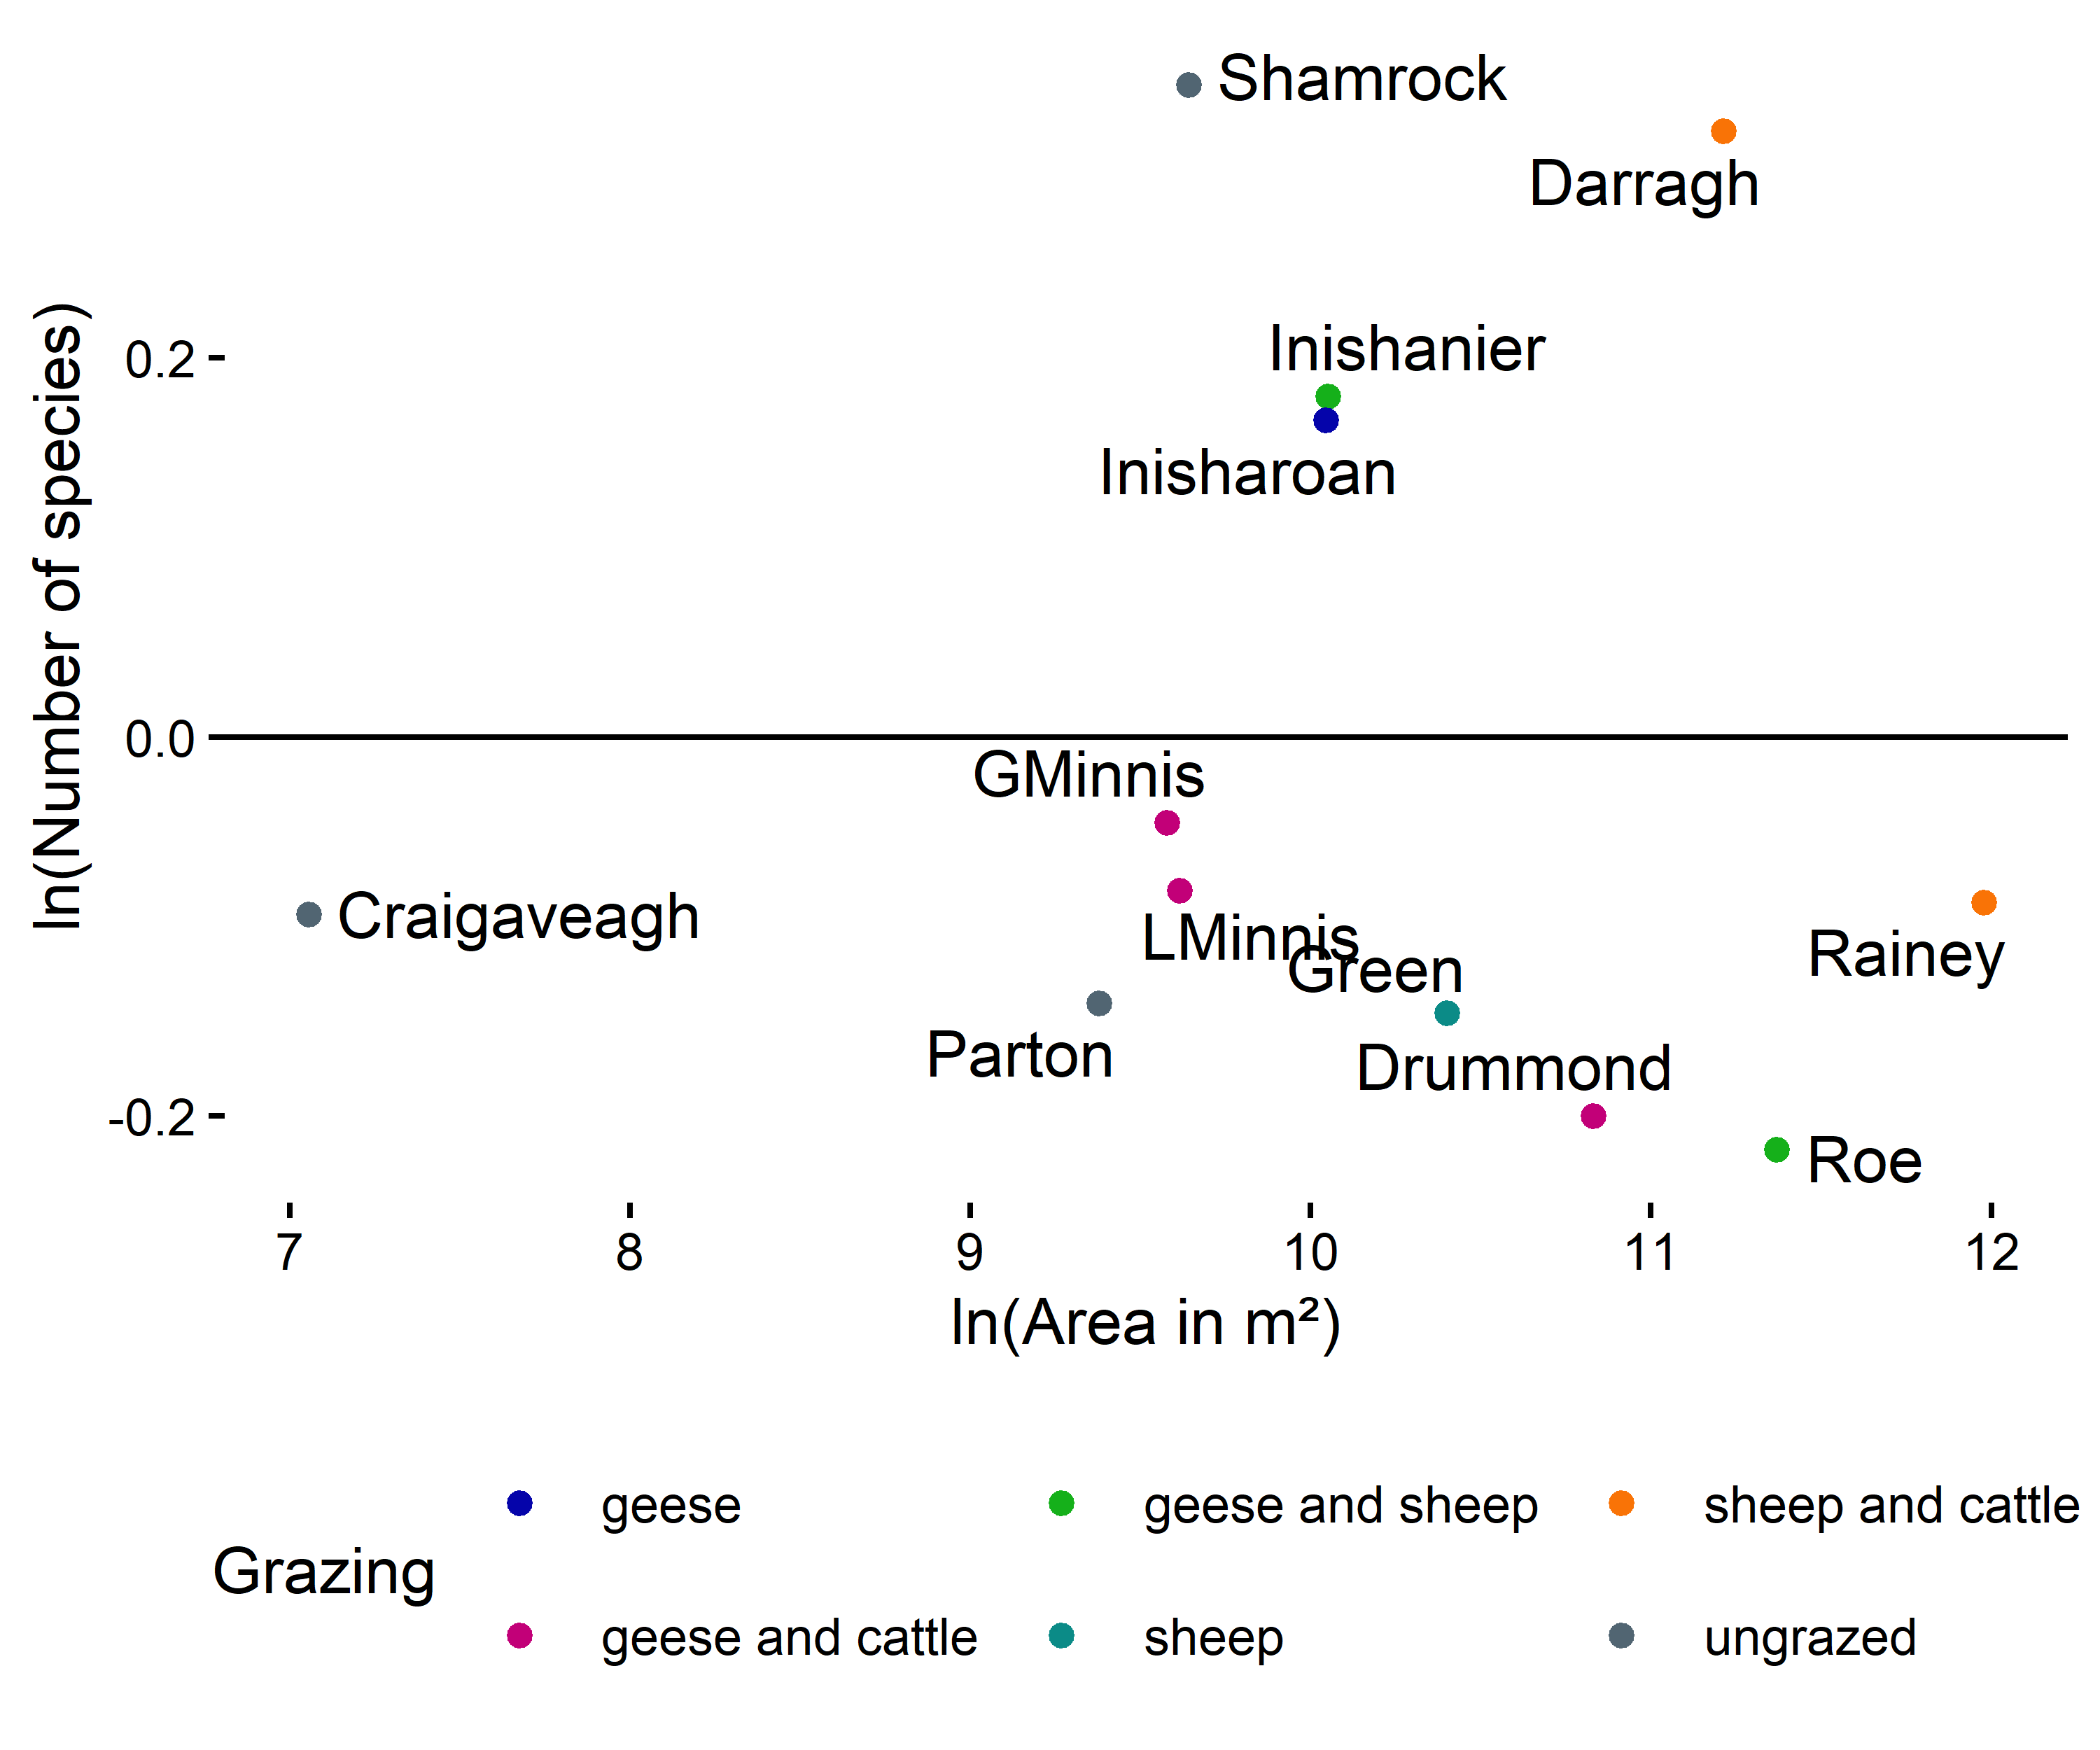 Shamrock
Darragh
Inishanier
0.2
Inisharoan
ln(Number of species)
0.0
GMinnis
Craigaveagh
LMinnis
Green
Rainey
Parton
Drummond
-0.2
Roe
7 8 9 10 11 12
ln(Area in m²)
geese geese and sheep sheep and cattle
Grazing
geese and cattle sheep ungrazed